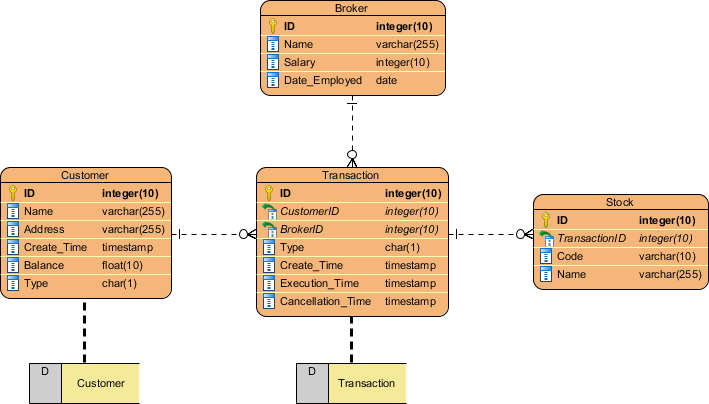 Broker
ID integer(10)
Name varchar(255)
Salary integer(10)
Date_Employed date
Customer
ID integer(10)
Name varchar(255)
Address varchar(255)
Create_Time timestamp
Balance float(10)
Type char(1)
Transaction
ID integer(10)
CustomerID integer(10)
BrokerID integer(10)
Type char(1)
Create_Time timestamp
Execution_Time timestamp
Cancellation_Time timestamp
Stock
ID integer(10)
TransactionID integer(10)
Code varchar(10)
Name varchar(255)
D Customer
D Transaction